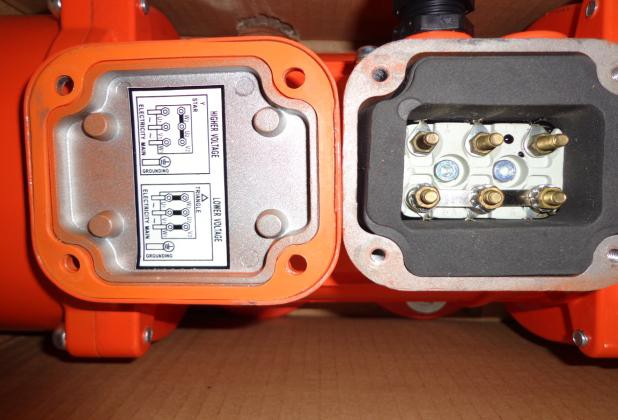 HIGHER VOLTAGE
Y
STAR
ELECTRICITY MAIN
GROUNDING
LOWER VOLTAGE
△
TRIANGLE
ELECTRICITY MAIN
GROUNDING